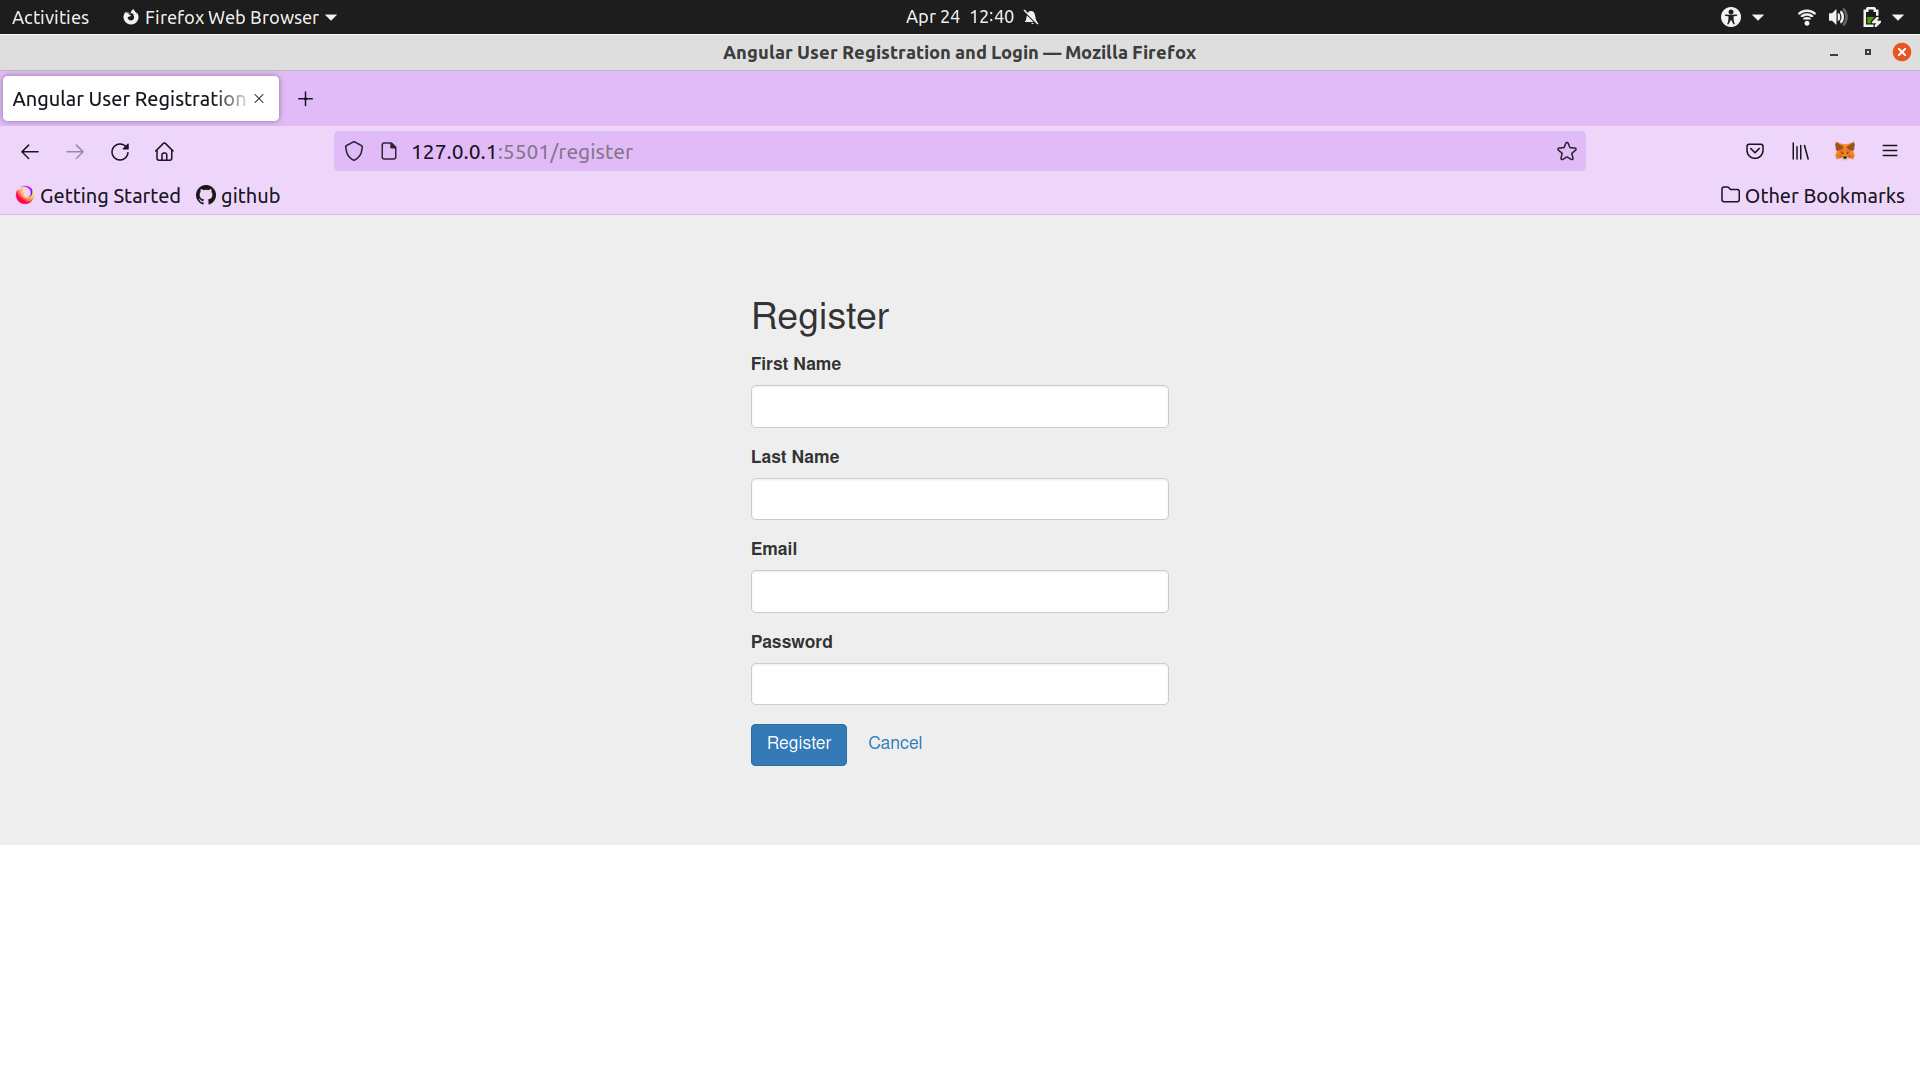 Activities Firefox Web Browser Apr 24 12:40
Angular User Registration and Login — Mozilla Firefox
Angular User Registration
127.0.0.1:5501/register
Getting Started github Other Bookmarks
Register
First Name
Last Name
Email
Password
Register Cancel